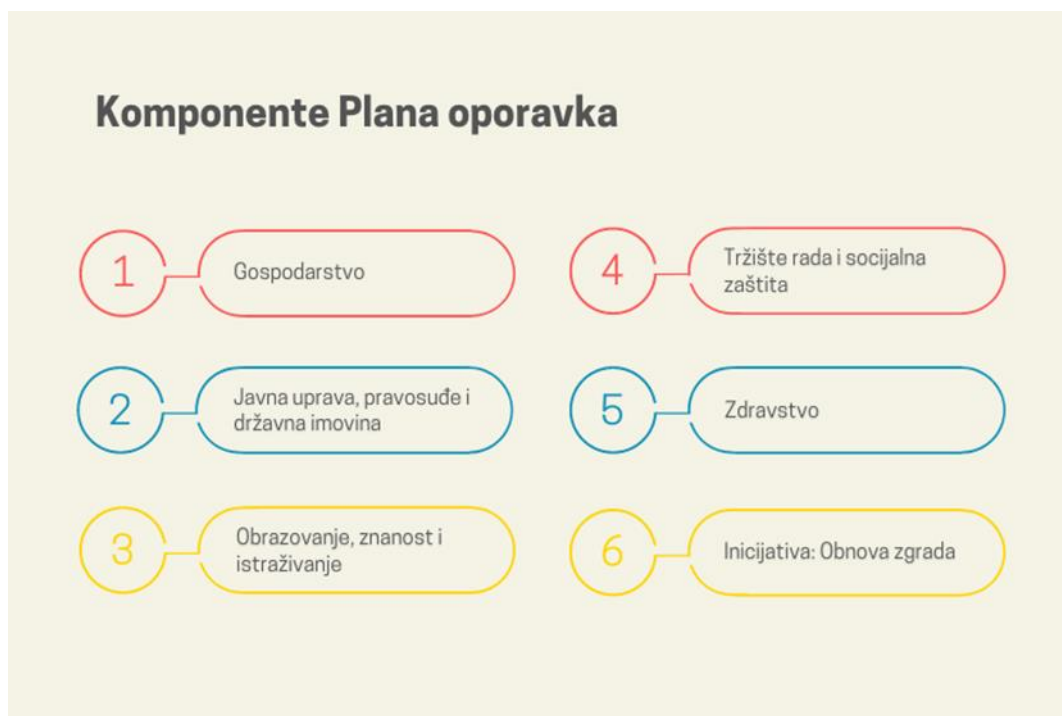 Komponente Plana oporavka
1
Gospodarstvo
2
Javna uprava, pravosuđe i
državna imovina
3
Obrazovanje, znanost i
istraživanje
4
Tržište rada i socijalna
zaštita
5
Zdravstvo
6
Inicijativa: Obnova zgrada